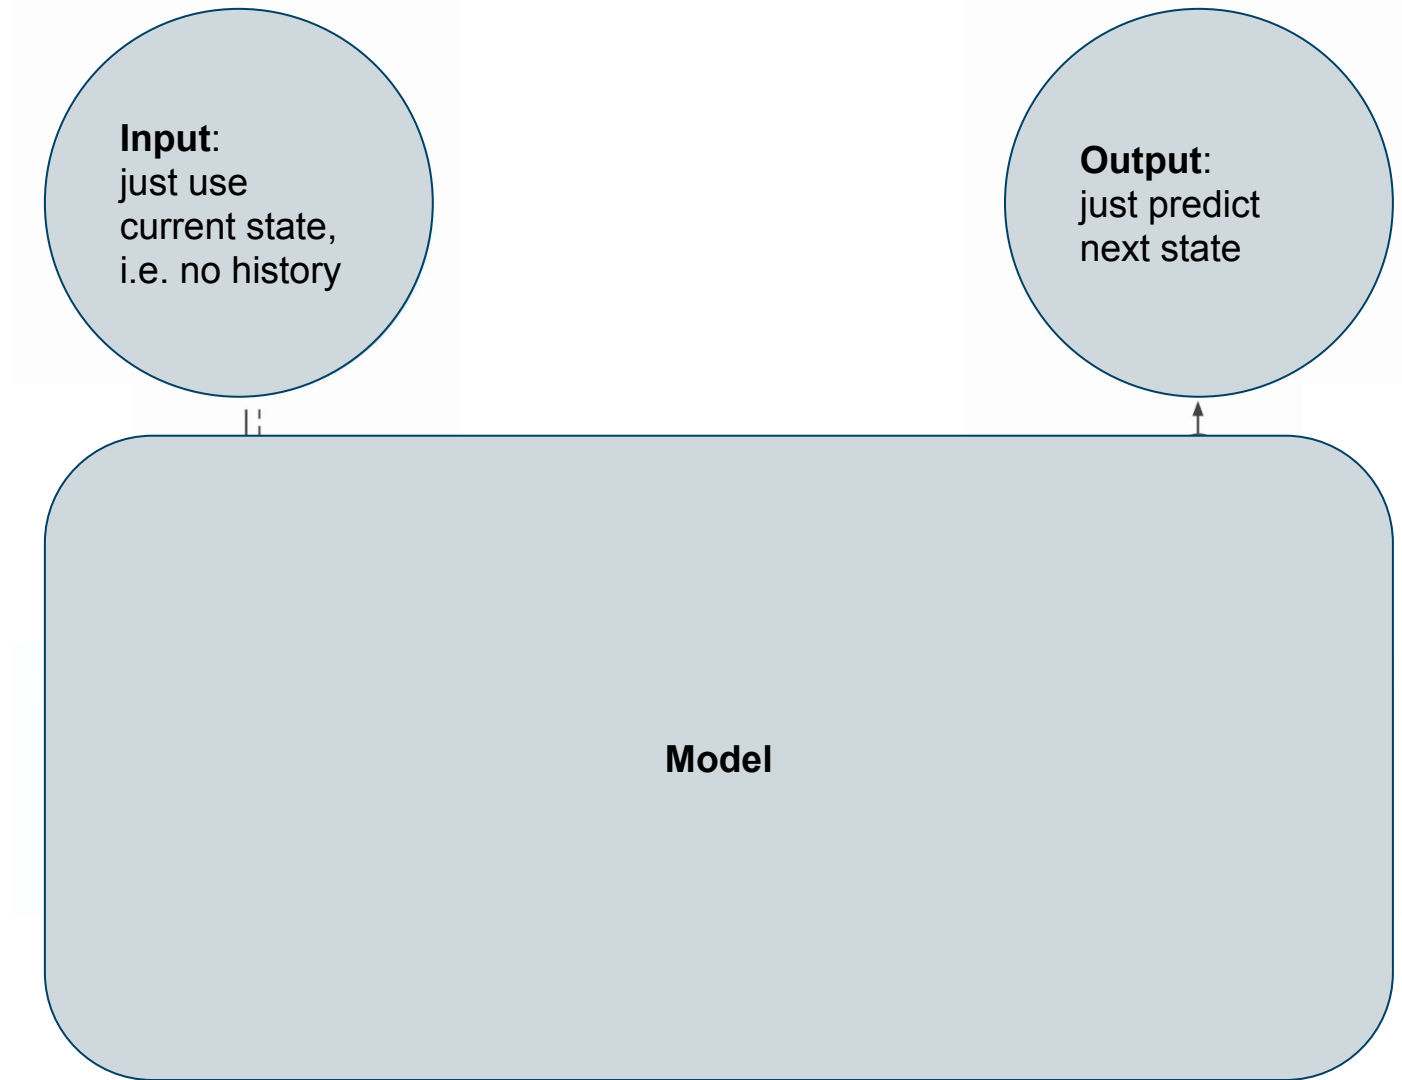 Input:
just use
current state,
i.e. no history
Output:
just predict
next state
Model